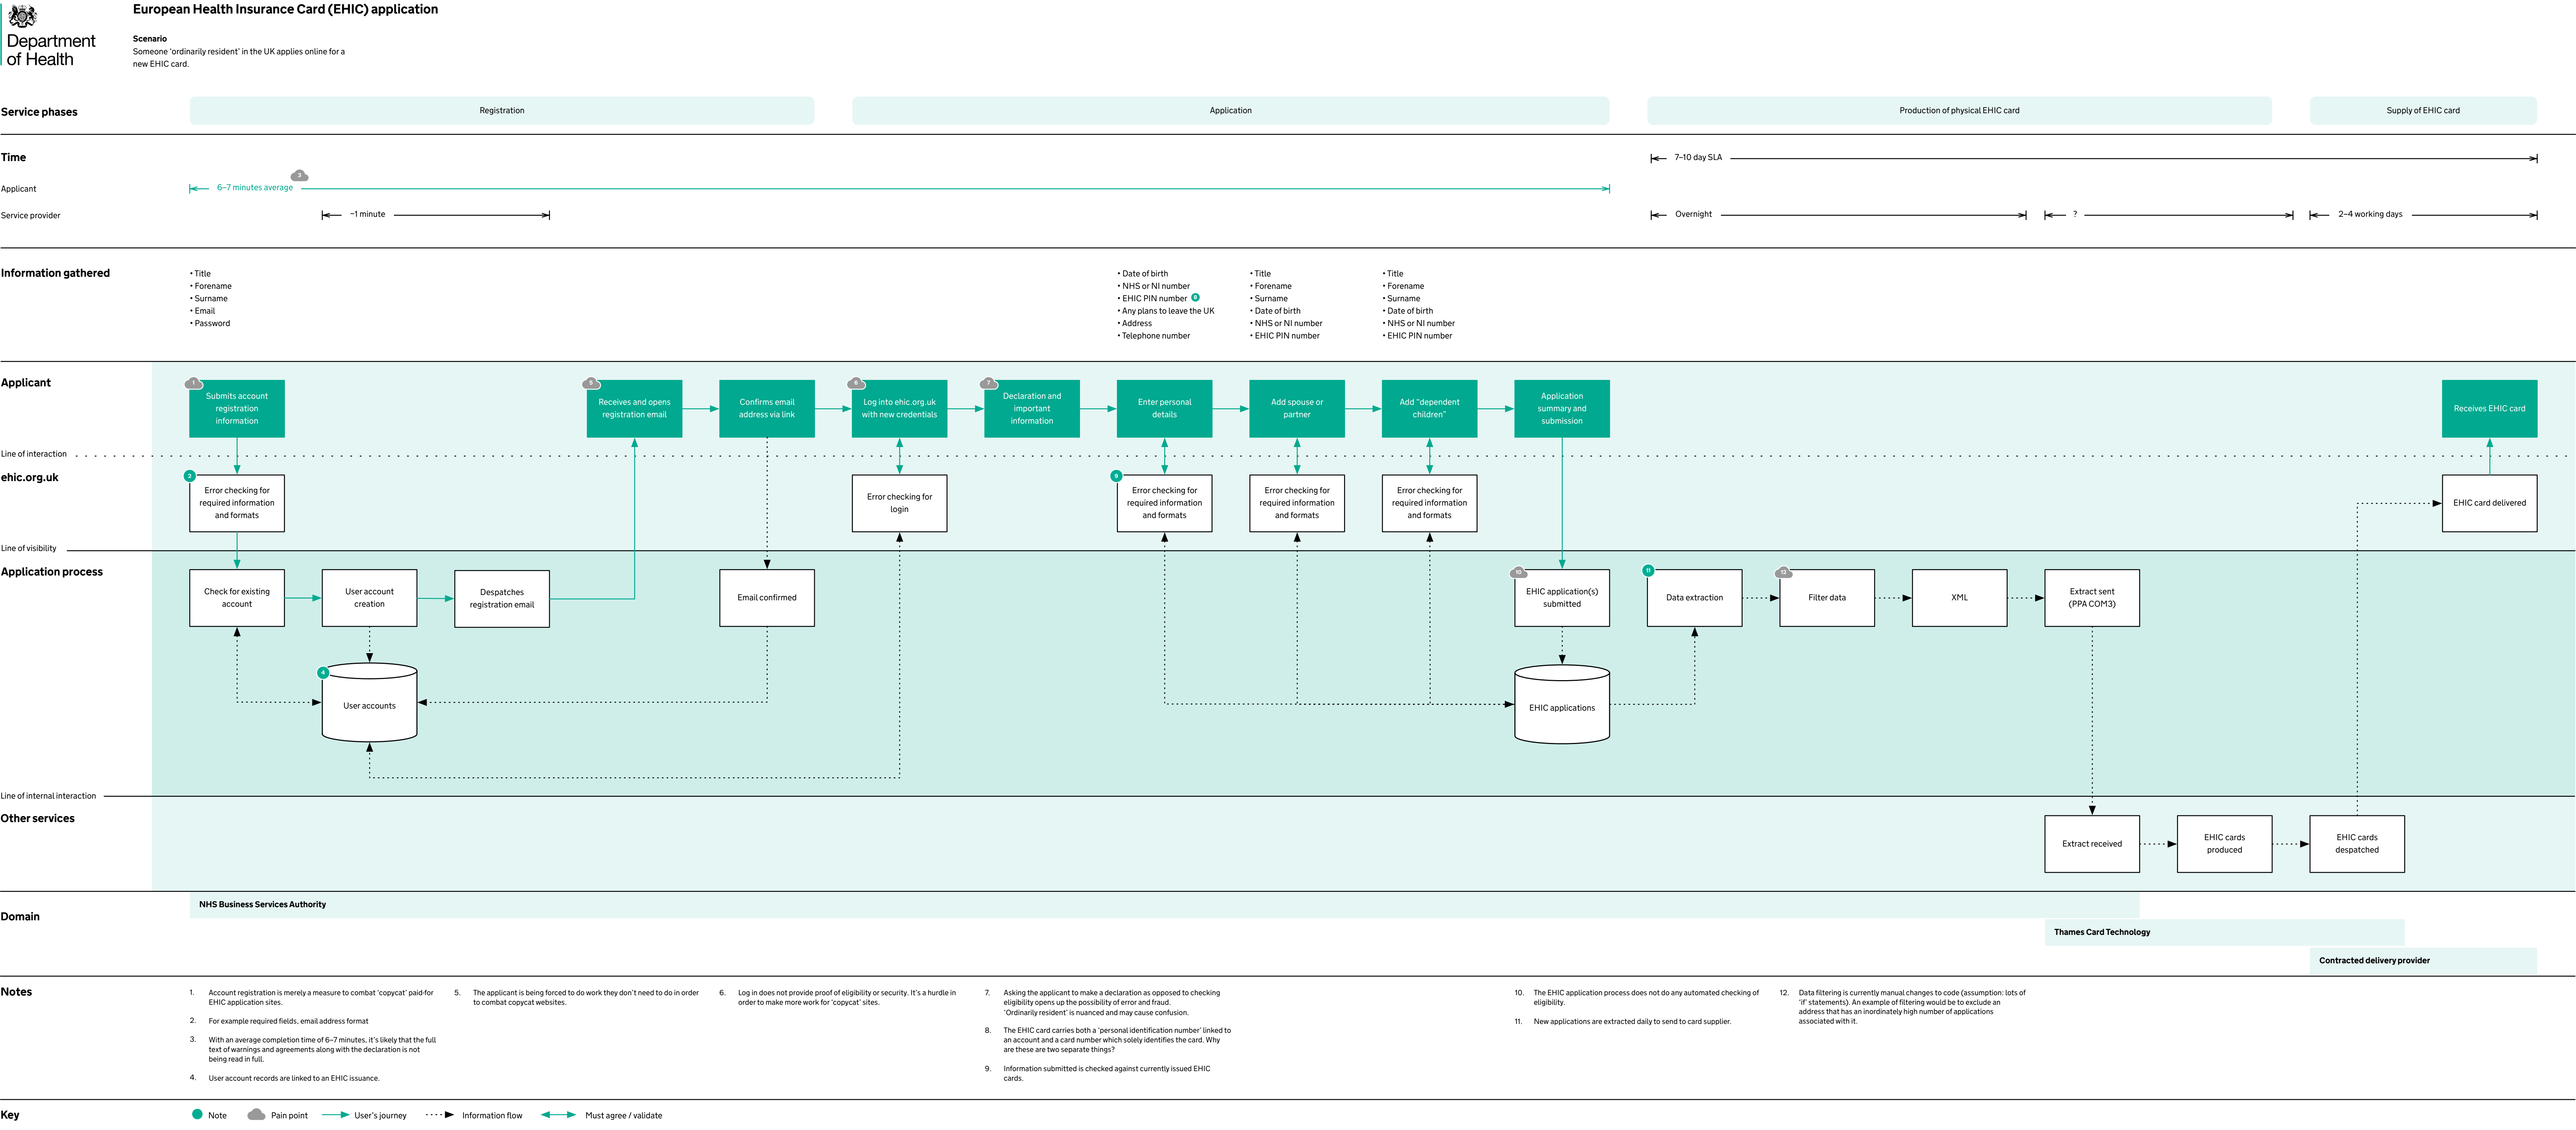 Department
of Health
European Health Insurance Card (EHIC) application
Scenario
Someone ‘ordinarily resident’ in the UK applies online for a
new EHIC card.
Service phases
Registration
Application
Production of physical EHIC card
Supply of EHIC card
Time
7–10 day SLA
3
Applicant
6–7 minutes average
Service provider
~1 minute
Overnight
?
2–4 working days
Information gathered
• Title
• Forename
• Surname
• Email
• Password
• Date of birth
• NHS or NI number
• EHIC PIN number 8
• Any plans to leave the UK
• Address
• Telephone number
• Title
• Forename
• Surname
• Date of birth
• NHS or NI number
• EHIC PIN number
• Title
• Forename
• Surname
• Date of birth
• NHS or NI number
• EHIC PIN number
Applicant
1
Submits account
registration
information
5
Receives and opens
registration email
Confirms email
address via link
6
Log into ehic.org.uk
with new credentials
7
Declaration and
important
information
Enter personal
details
Add spouse or
partner
Add “dependent
children”
Application
summary and
submission
Receives EHIC card
Line of interaction
ehic.org.uk
2
Error checking for
required information
and formats
Error checking for
login
9
Error checking for
required information
and formats
Error checking for
required information
and formats
Error checking for
required information
and formats
EHIC card delivered
Line of visibility
Application process
Check for existing
account
User account
creation
Despatches
registration email
Email confirmed
10
EHIC application(s)
submitted
11
Data extraction
12
Filter data
XML
Extract sent
(PPA COM3)
4
User accounts
EHIC applications
Line of internal interaction
Other services
Extract received
EHIC cards
produced
EHIC cards
despatched
Domain
NHS Business Services Authority
Thames Card Technology
Contracted delivery provider
Notes
1. Account registration is merely a measure to combat ‘copycat’ paid-for
EHIC application sites.
2. For example required fields, email address format
3. With an average completion time of 6–7 minutes, it’s likely that the full
text of warnings and agreements along with the declaration is not
being read in full.
4. User account records are linked to an EHIC issuance.
5. The applicant is being forced to do work they don’t need to do in order
to combat copycat websites.
6. Log in does not provide proof of eligibility or security. It’s a hurdle in
order to make more work for ‘copycat’ sites.
7. Asking the applicant to make a declaration as opposed to checking
eligibility opens up the possibility of error and fraud.
‘Ordinarily resident’ is nuanced and may cause confusion.
8. The EHIC card carries both a ‘personal identification number’ linked to
an account and a card number which solely identifies the card. Why
are these are two separate things?
9. Information submitted is checked against currently issued EHIC
cards.
10. The EHIC application process does not do any automated checking of
eligibility.
11. New applications are extracted daily to send to card supplier.
12. Data filtering is currently manual changes to code (assumption: lots of
‘if’ statements). An example of filtering would be to exclude an
address that has an inordinately high number of applications
associated with it.
Key
Note
Pain point
User’s journey
Information flow
Must agree / validate